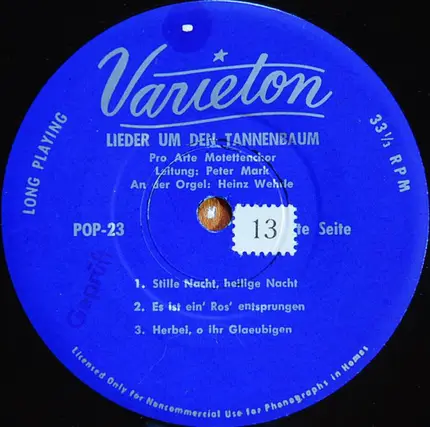 Varieton
LIEDER UM DEN TANNENBAUM
Pro Arte Motettenchor
Leitung: Peter Mark
An der Orgel: Heinz Wehrle
LONG PLAYING
33⅓ RPM
POP-23
13
te Seite
Geprüft
1. Stille Nacht, heilige Nacht
2. Es ist ein' Ros' entsprungen
3. Herbei, o ihr Glaeubigen
Licensed Only for Noncommercial Use for Phonographs in Homes